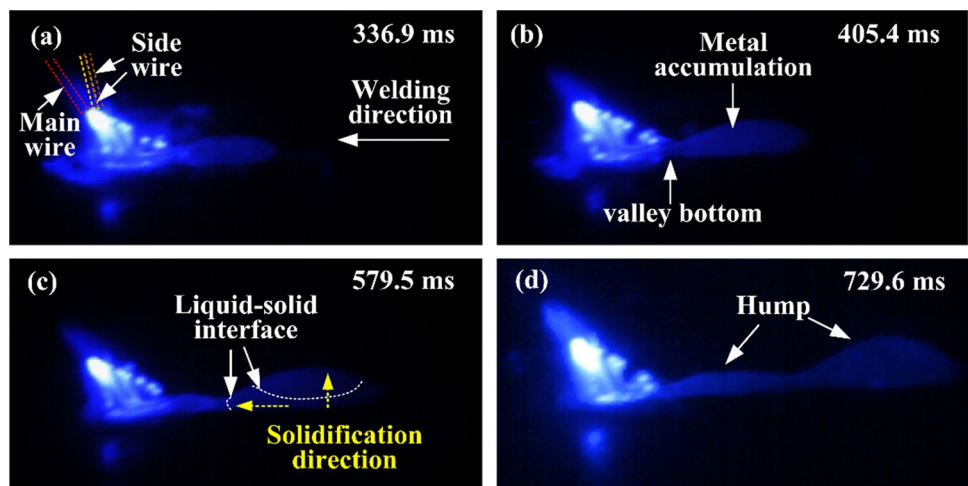 (a)
336.9 ms
Side
wire
Welding
direction
Main
wire
(b)
405.4 ms
Metal
accumulation
valley bottom
(c)
579.5 ms
Liquid-solid
interface
Solidification
direction
(d)
729.6 ms
Hump